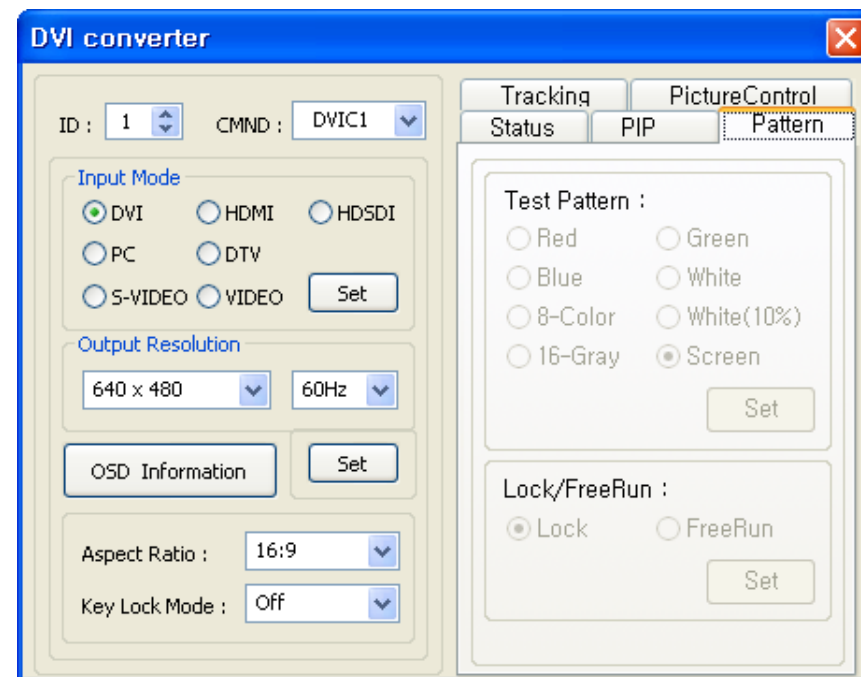 DVI converter
ID : 1 CMND : DVIC1
Input Mode
DVI HDMI HDSDI
PC DTV
S-VIDEO VIDEO Set
Output Resolution
640 x 480 60Hz
OSD Information Set
Aspect Ratio : 16:9
Key Lock Mode : Off
Tracking PictureControl
Status PIP Pattern
Test Pattern :
Red Green
Blue White
8-Color White(10%)
16-Gray Screen
Set
Lock/FreeRun :
Lock FreeRun
Set